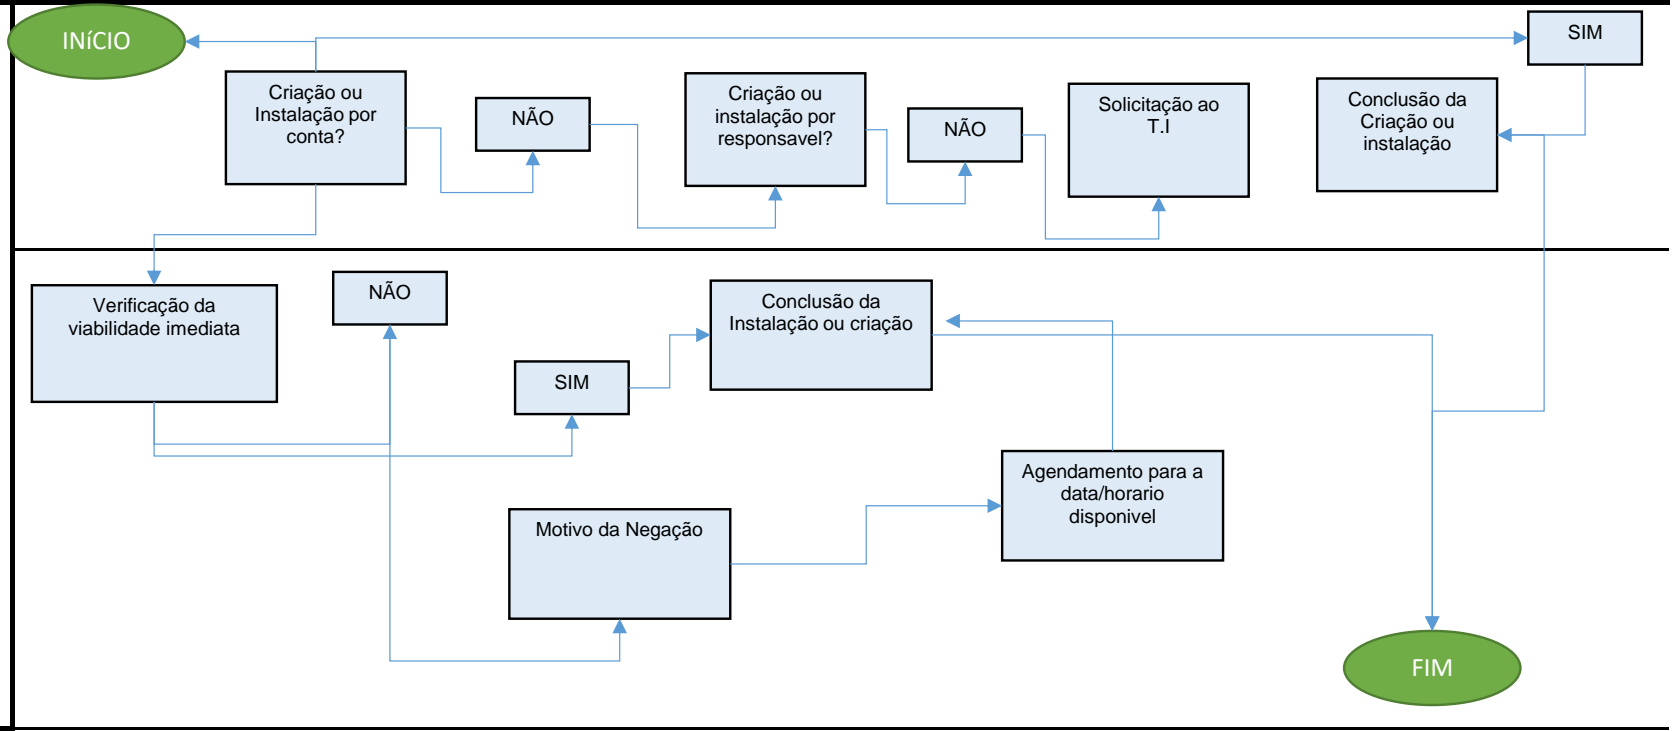 INíCIO
SIM
Criação ou
Instalação por
conta?
NÃO
Criação ou
instalação por
responsavel?
NÃO
Solicitação ao
T.I
Conclusão da
Criação ou
instalação
Verificação da
viabilidade imediata
NÃO
SIM
Conclusão da
Instalação ou criação
Motivo da Negação
Agendamento para a
data/horario
disponivel
FIM